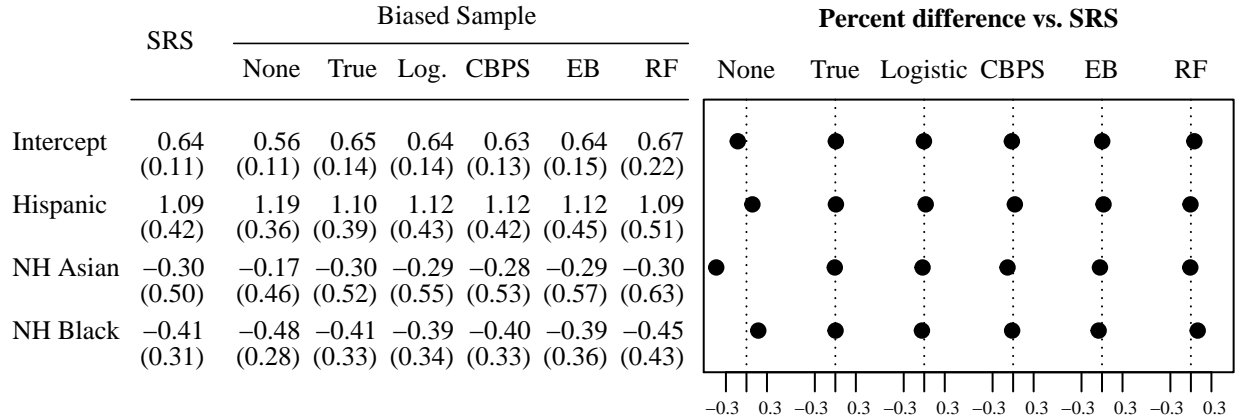 Biased Sample Percent difference vs. SRS
SRS
None True Log. CBPS EB RF None True Logistic CBPS EB RF
Intercept 0.64 0.56 0.65 0.64 0.63 0.64 0.67
(0.11) (0.11) (0.14) (0.14) (0.13) (0.15) (0.22)
Hispanic 1.09 1.19 1.10 1.12 1.12 1.12 1.09
(0.42) (0.36) (0.39) (0.43) (0.42) (0.45) (0.51)
NH Asian −0.30 −0.17 −0.30 −0.29 −0.28 −0.29 −0.30
(0.50) (0.46) (0.52) (0.55) (0.53) (0.57) (0.63)
NH Black −0.41 −0.48 −0.41 −0.39 −0.40 −0.39 −0.45
(0.31) (0.28) (0.33) (0.34) (0.33) (0.36) (0.43)
−0.3 0.3 −0.3 0.3 −0.3 0.3 −0.3 0.3 −0.3 0.3 −0.3 0.3